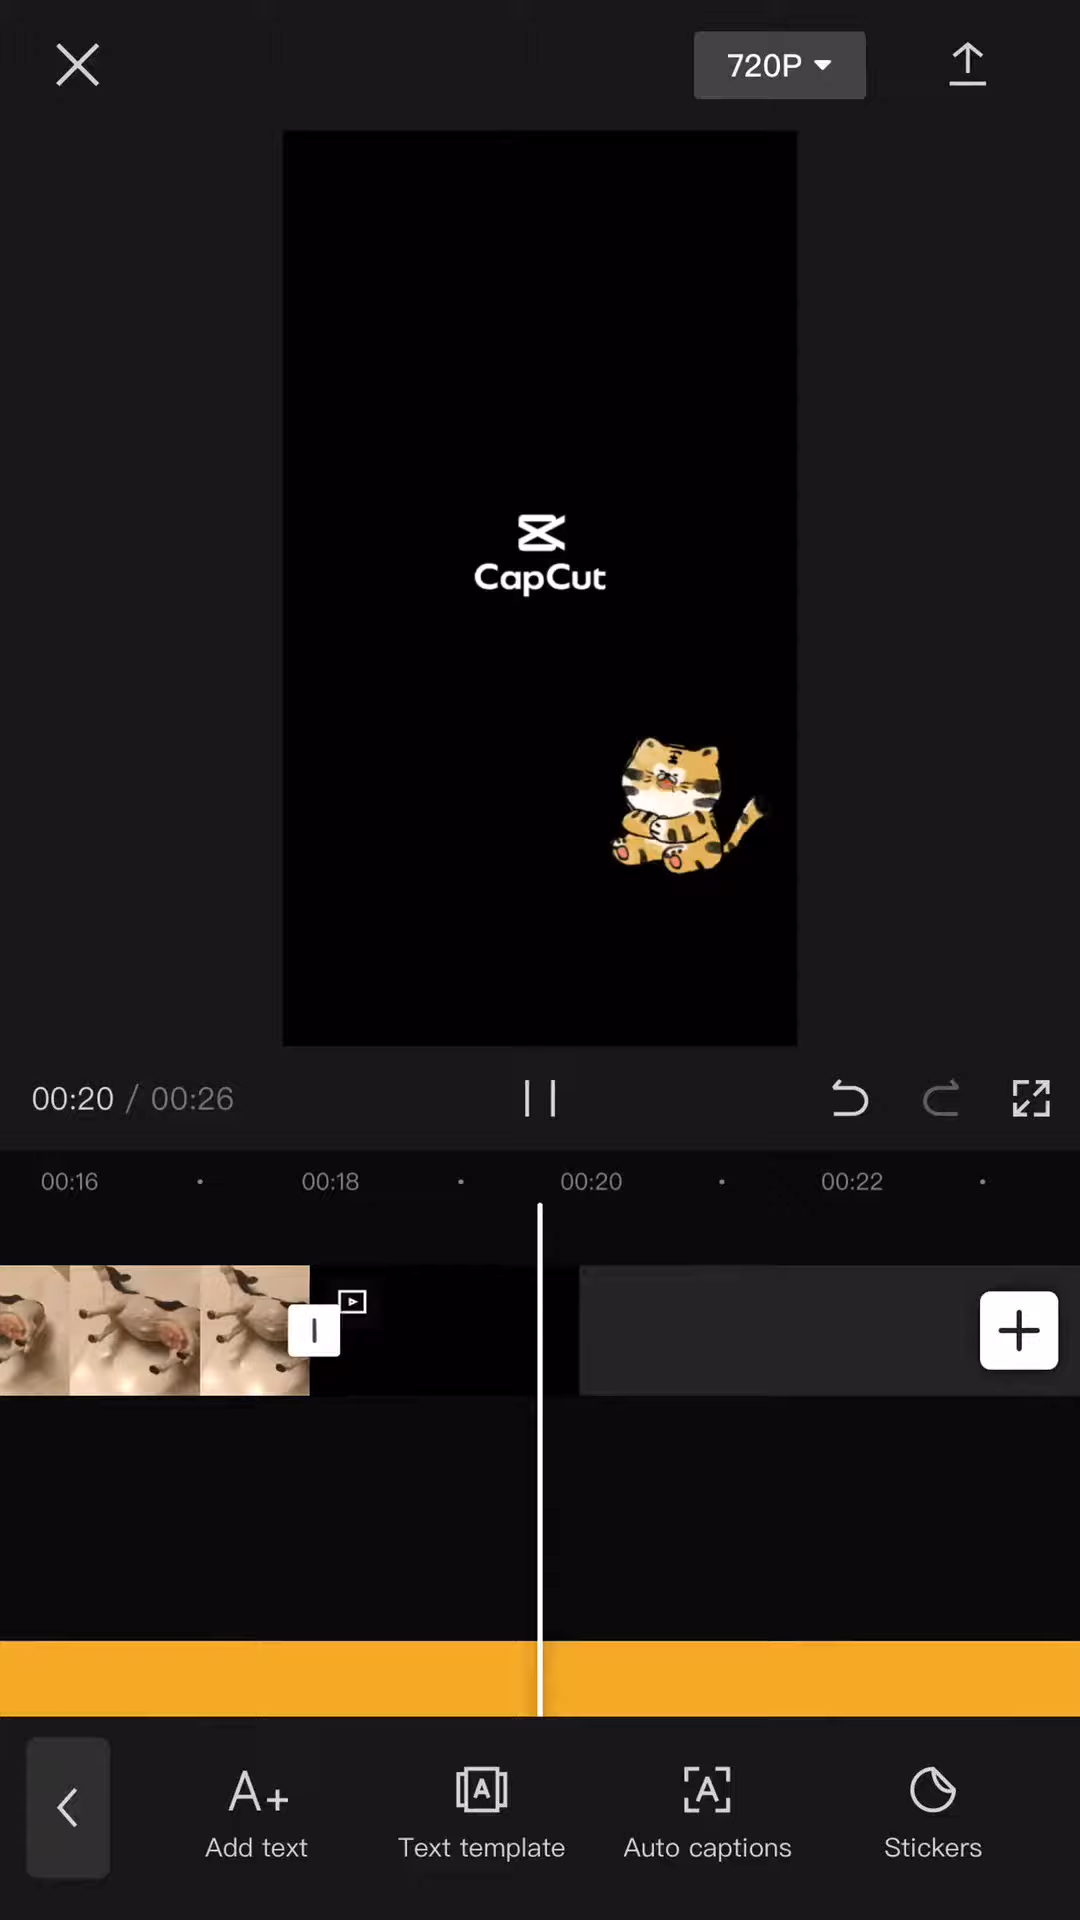 720P
CapCut
00:20 / 00:26
00:16 00:18 00:20 00:22
Add text
Text template
Auto captions
Stickers